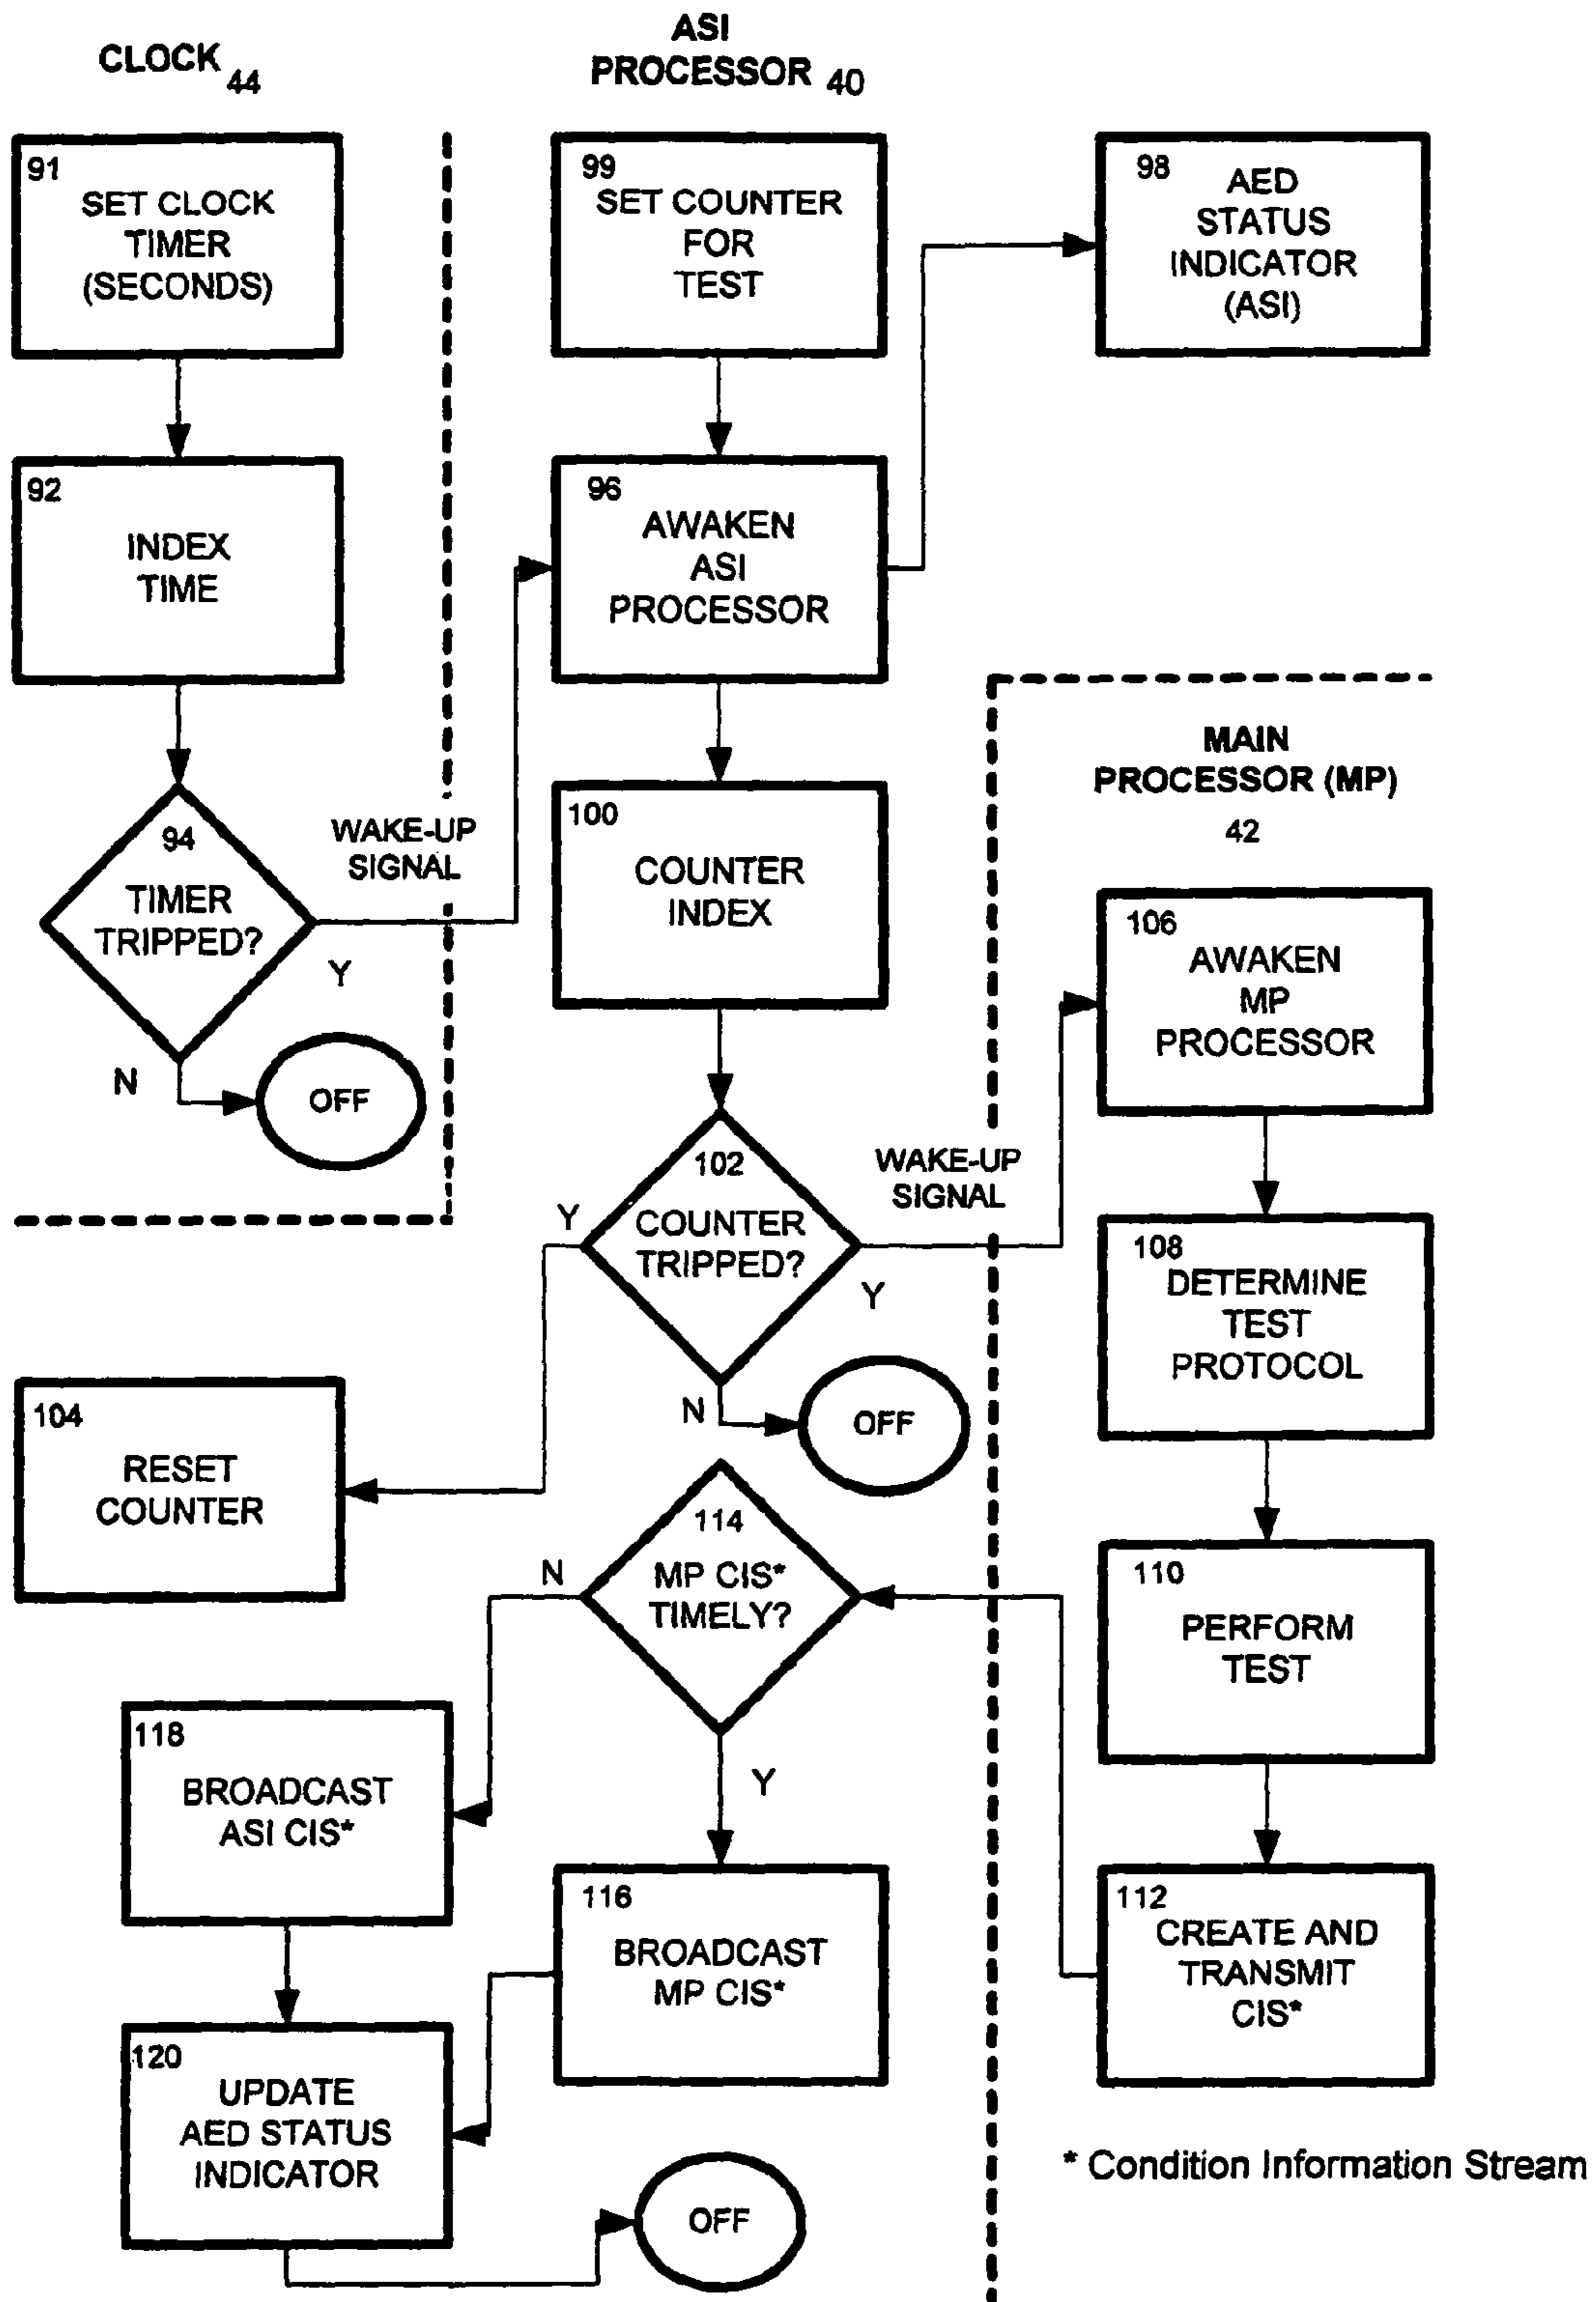 CLOCK 44
91
SET CLOCK
TIMER
(SECONDS)
92
INDEX
TIME
94
TIMER
TRIPPED?
Y
N
OFF
WAKE-UP
SIGNAL
ASI
PROCESSOR 40
99
SET COUNTER
FOR
TEST
98
AED
STATUS
INDICATOR
(ASI)
96
AWAKEN
ASI
PROCESSOR
100
COUNTER
INDEX
102
COUNTER
TRIPPED?
Y
Y
N
OFF
WAKE-UP
SIGNAL
104
RESET
COUNTER
MAIN
PROCESSOR (MP)
42
106
AWAKEN
MP
PROCESSOR
108
DETERMINE
TEST
PROTOCOL
110
PERFORM
TEST
112
CREATE AND
TRANSMIT
CIS*
114
MP CIS*
TIMELY?
N
Y
118
BROADCAST
ASI CIS*
116
BROADCAST
MP CIS*
120
UPDATE
AED STATUS
INDICATOR
OFF
* Condition Information Stream